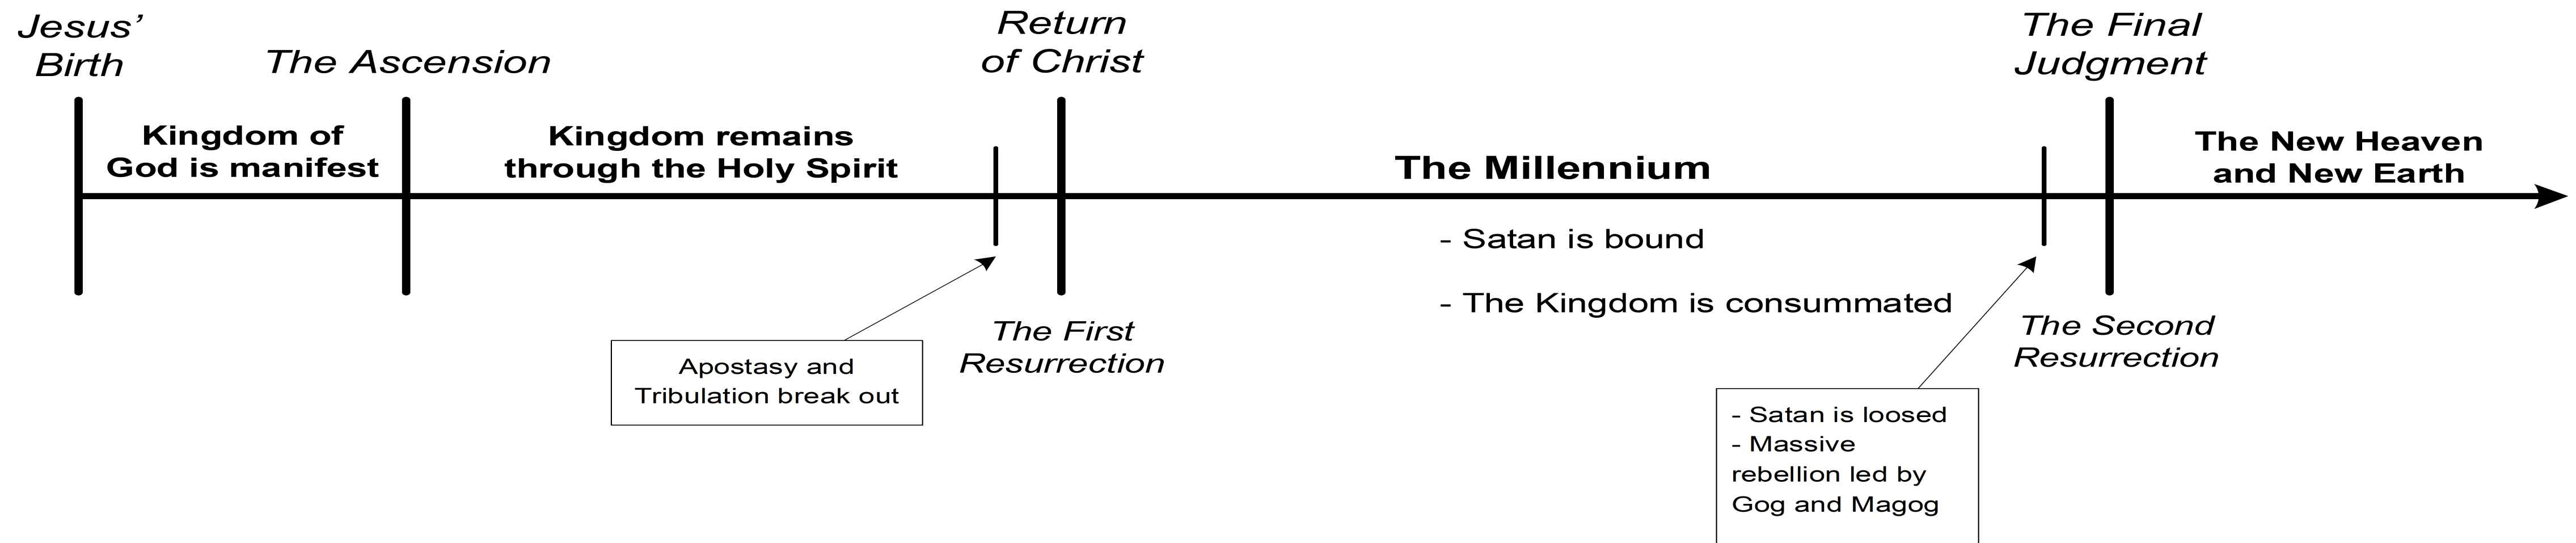 Jesus’
Birth
The Ascension
Return
of Christ
The Final
Judgment
Kingdom of
God is manifest
Kingdom remains
through the Holy Spirit
The Millennium
The New Heaven
and New Earth
- Satan is bound
- The Kingdom is consummated
Apostasy and
Tribulation break out
The First
Resurrection
- Satan is loosed
- Massive
rebellion led by
Gog and Magog
The Second
Resurrection